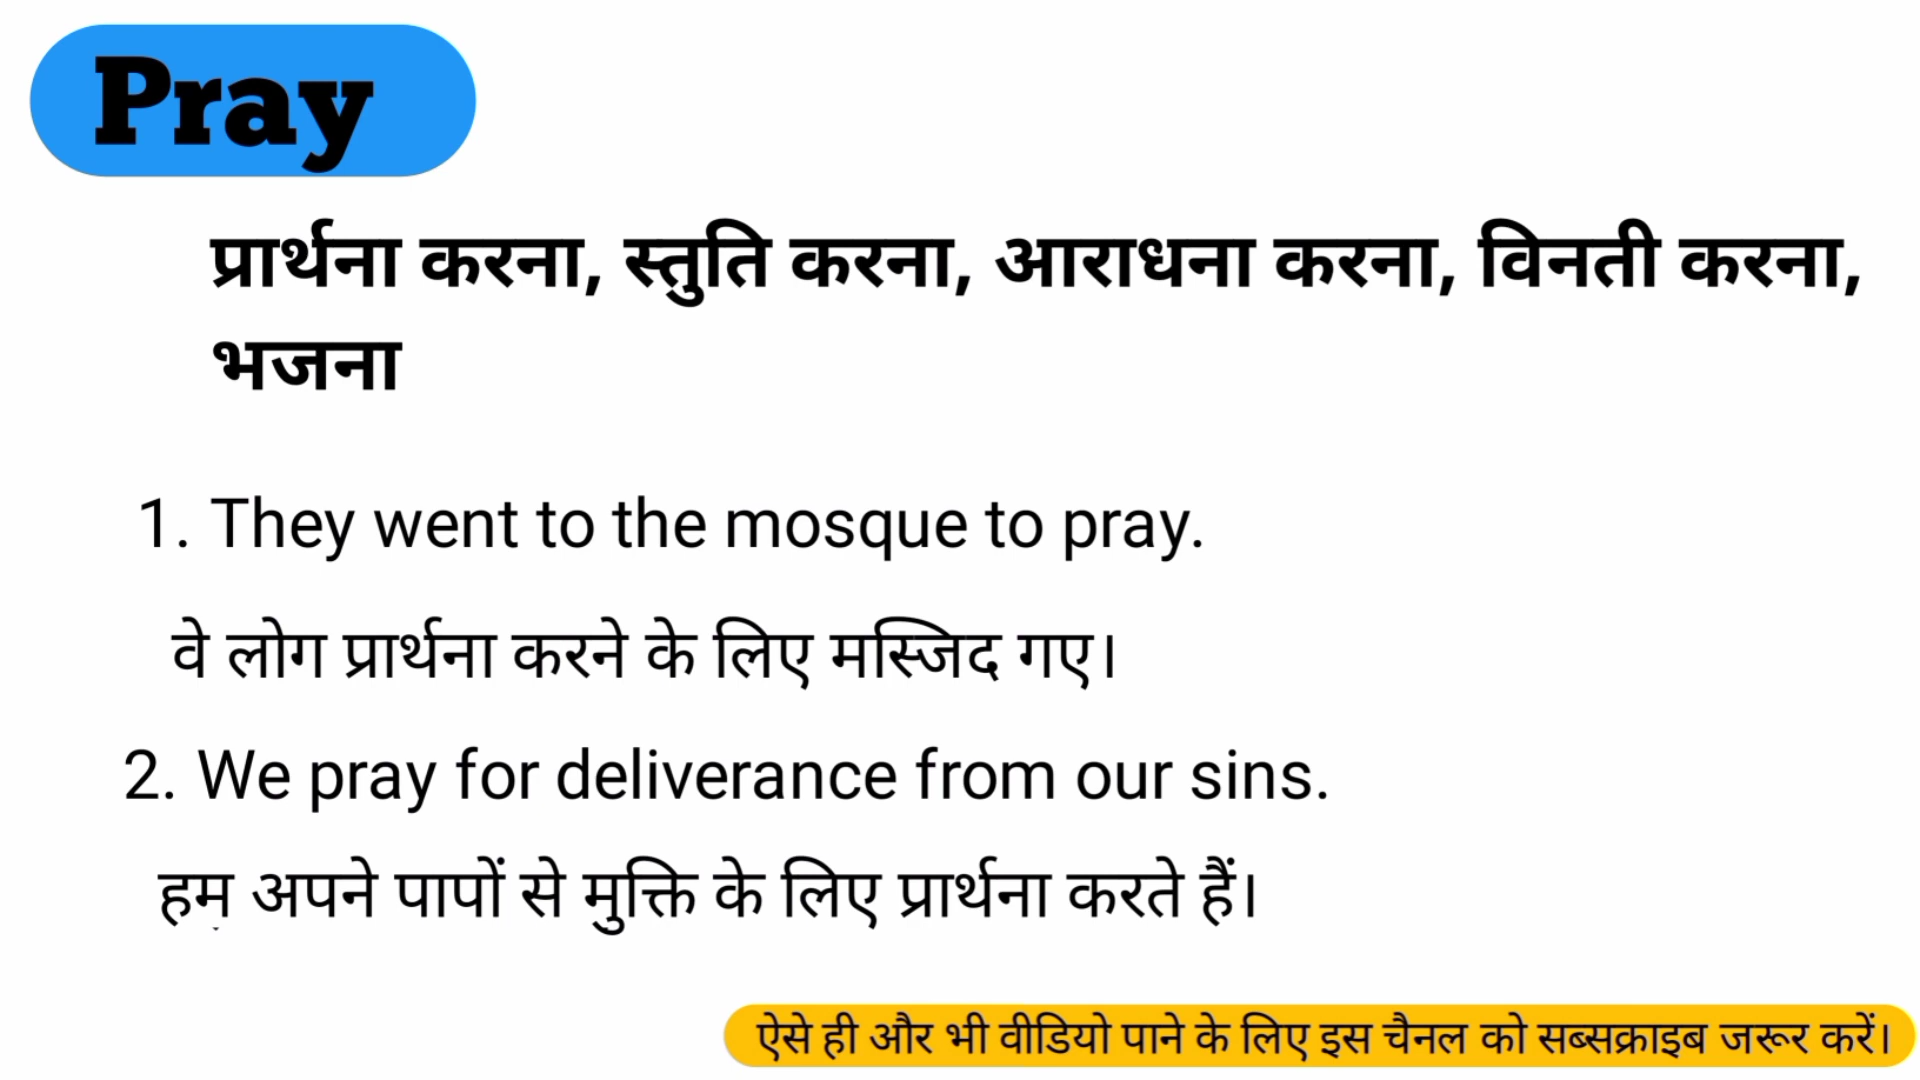 Pray
प्रार्थना करना, स्तुति करना, आराधना करना, विनती करना,
भजना
1. They went to the mosque to pray.
वे लोग प्रार्थना करने के लिए मस्जिद गए।
2. We pray for deliverance from our sins.
हम अपने पापों से मुक्ति के लिए प्रार्थना करते हैं।
ऐसे ही और भी वीडियो पाने के लिए इस चैनल को सब्सक्राइब जरूर करें।